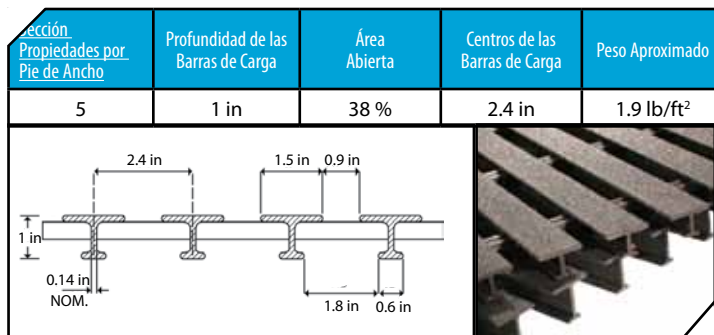 Sección
Propiedades por
Pie de Ancho
Profundidad de las
Barras de Carga
Área
Abierta
Centros de las
Barras de Carga
Peso Aproximado
5
1 in
38 %
2.4 in
1.9 lb/ft²
2.4 in
1.5 in
0.9 in
1 in
0.14 in
NOM.
1.8 in
0.6 in